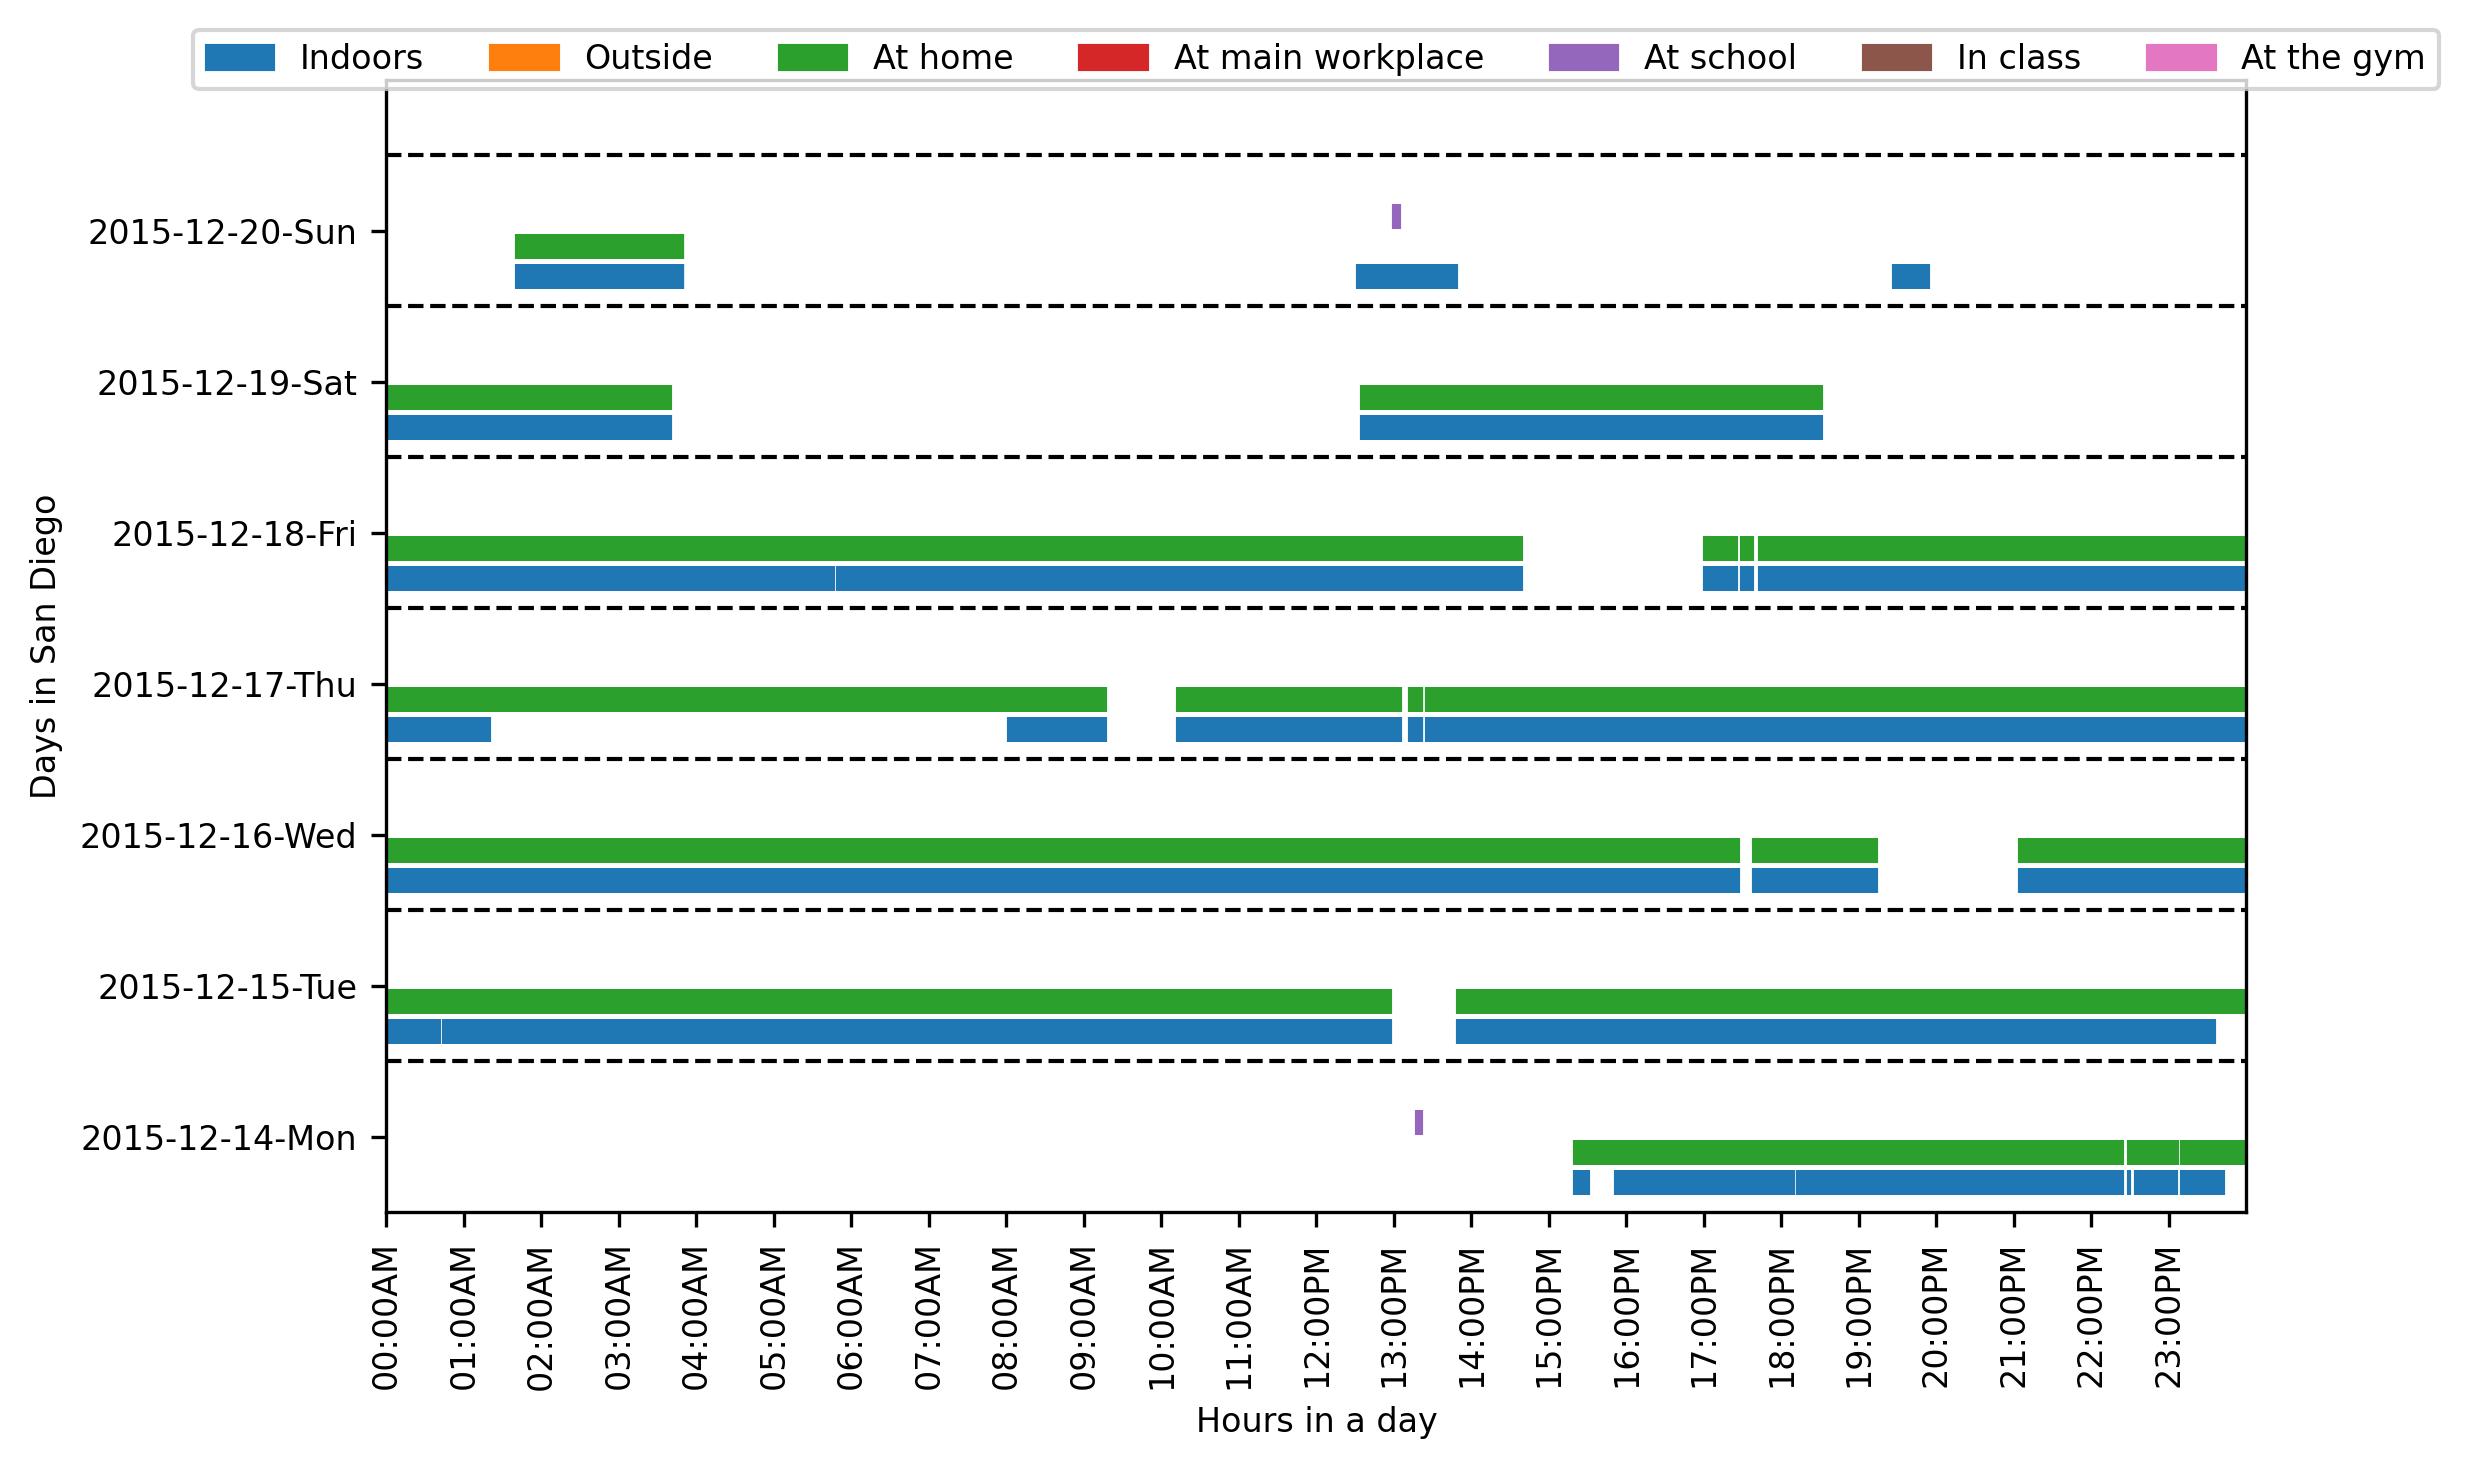 Indoors Outside At home At main workplace At school In class At the gym
Days in San Diego
2015-12-20-Sun
2015-12-19-Sat
2015-12-18-Fri
2015-12-17-Thu
2015-12-16-Wed
2015-12-15-Tue
2015-12-14-Mon
00:00AM 01:00AM 02:00AM 03:00AM 04:00AM 05:00AM 06:00AM 07:00AM 08:00AM 09:00AM 10:00AM 11:00AM 12:00PM 13:00PM 14:00PM 15:00PM 16:00PM 17:00PM 18:00PM 19:00PM 20:00PM 21:00PM 22:00PM 23:00PM
Hours in a day